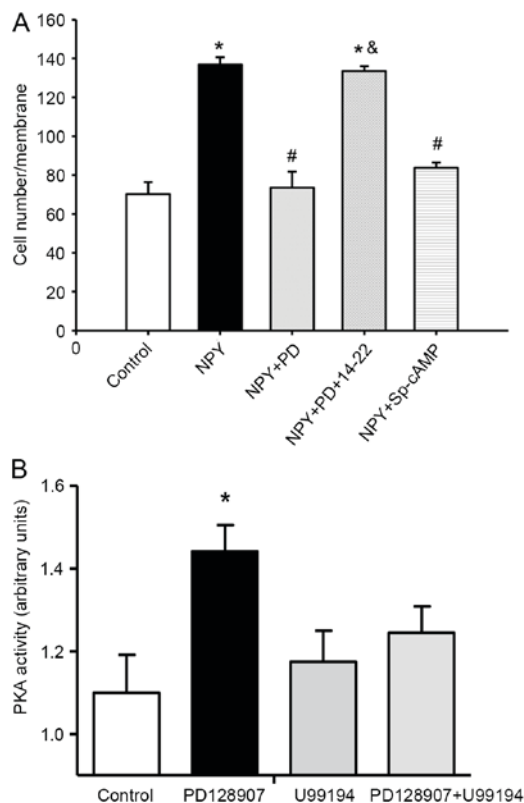 A
160
140
120
100
80
60
40
20
0
0
Cell number/membrane
*
#
* &
#
Control
NPY
NPY+PD
NPY+PD+14-22
NPY+Sp-cAMP
B
1.6
1.4
1.2
1.0
PKA activity (arbitrary units)
*
Control PD128907 U99194 PD128907+U99194